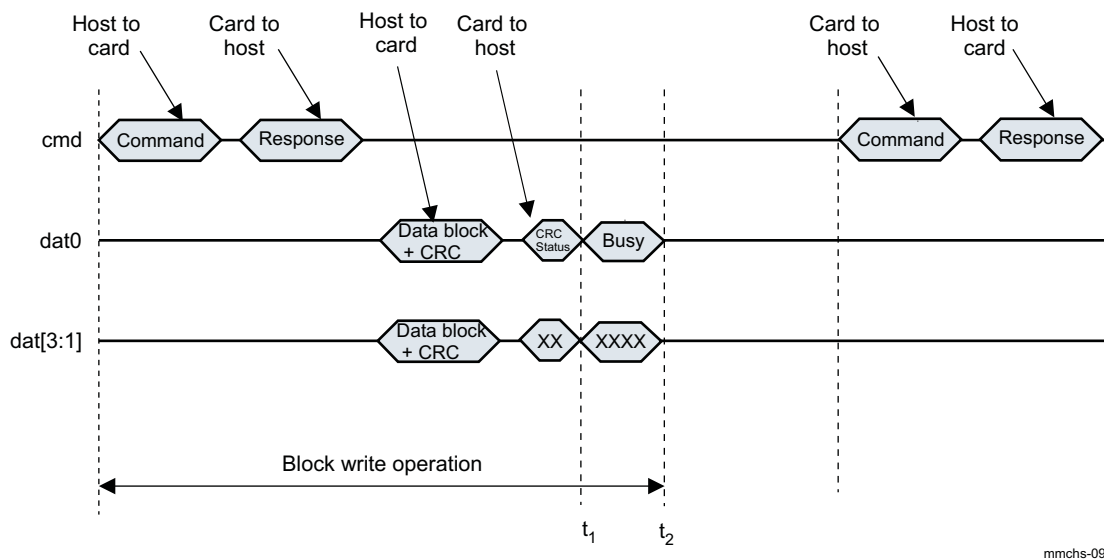 Host to
card
Card to
host
Host to
card
Card to
host
Card to
host
Host to
card
cmd
Command
Response
Command
Response
dat0
Data block
+ CRC
CRC
Status
Busy
dat[3:1]
Data block
+ CRC
XX
XXXX
Block write operation
t1
t2
mmchs-09